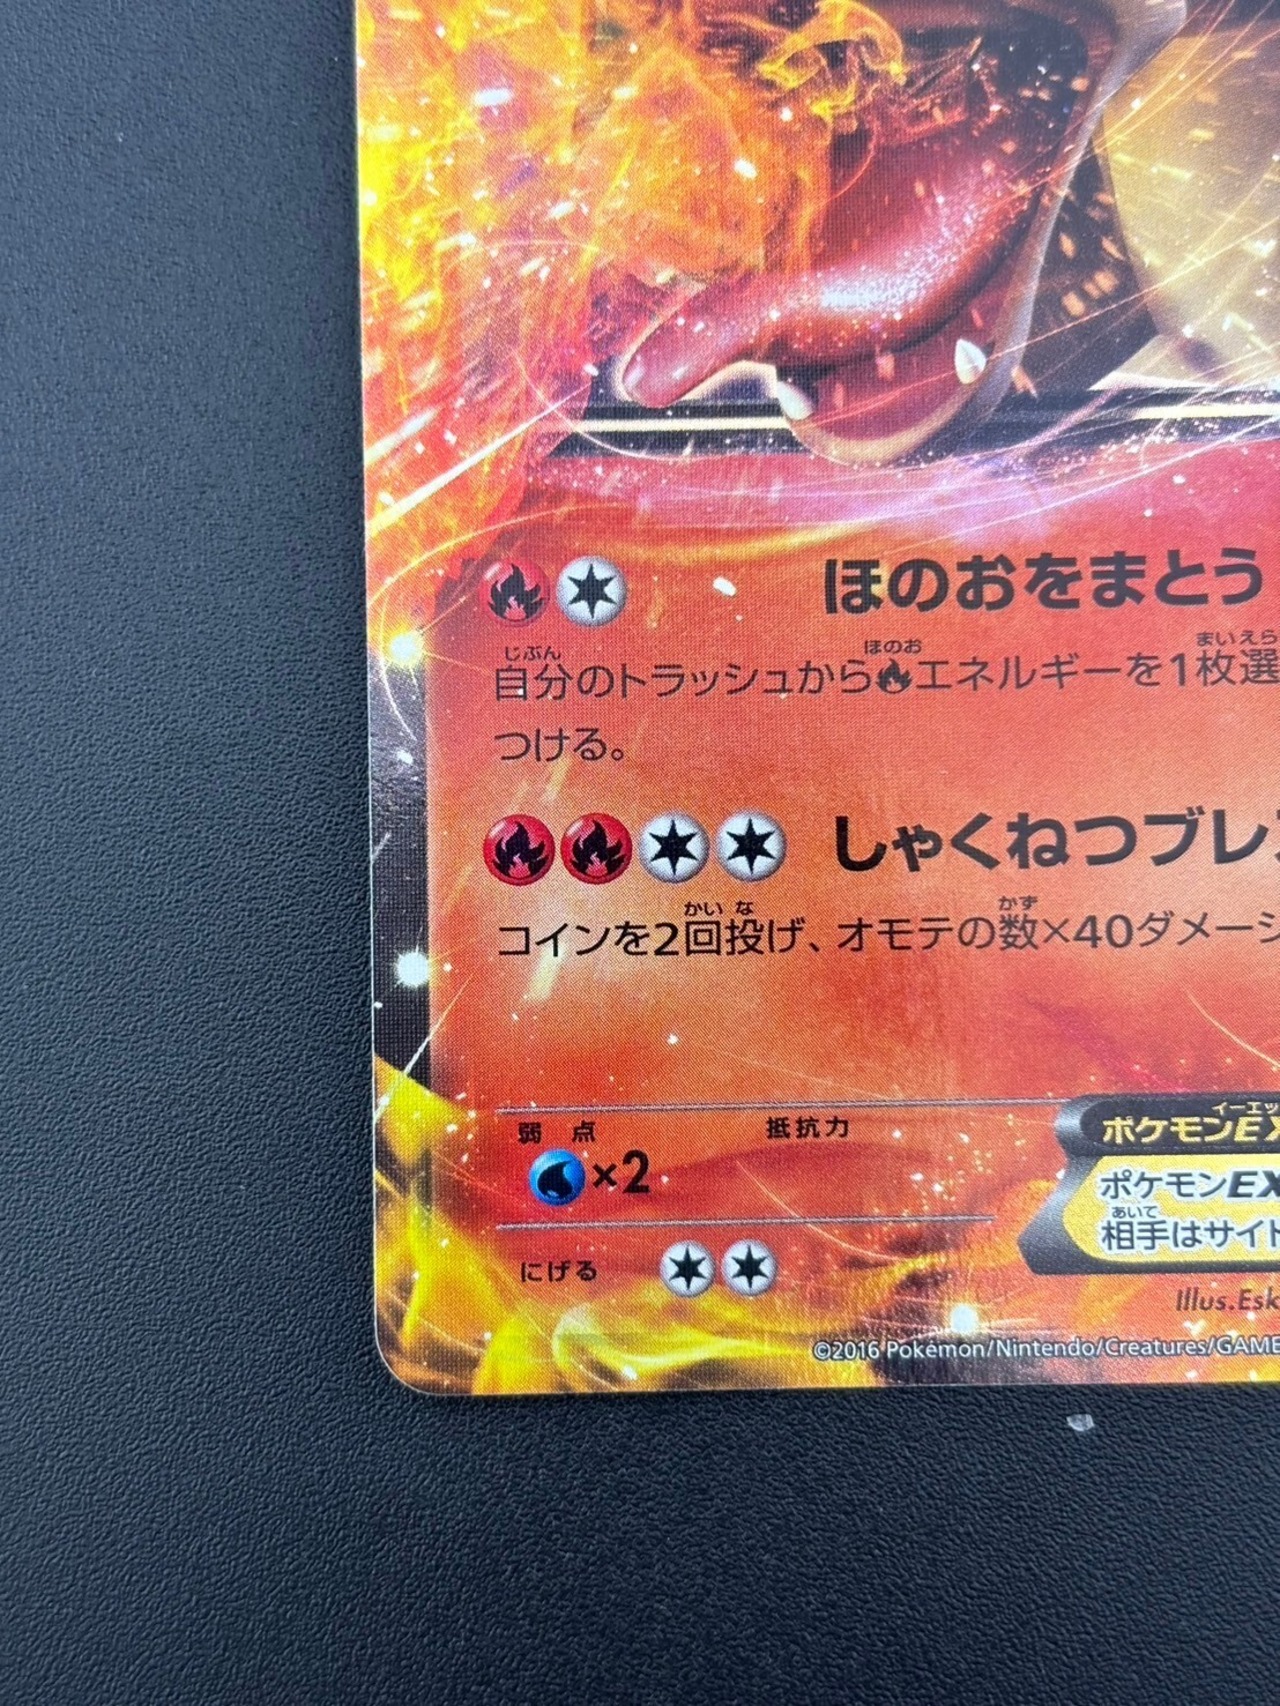 ほのおをまとう
じぶん ほのお まいえら
自分のトラッシュから エネルギーを1枚選
つける。
しゃくねつブレス
かい な かず
コインを2回投げ、オモテの数×40ダメージ
弱点 抵抗力
×2
にげる
イーエッ
ポケモンEX
ポケモンEX
あいて
相手はサイド
Illus.Esk
©2016 Pokémon/Nintendo/Creatures/GAME